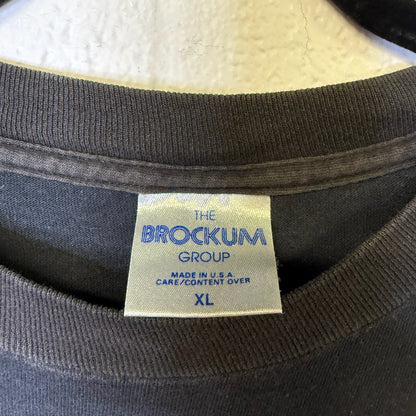 THE
BROCKUM
GROUP
MADE IN U.S.A.
CARE/CONTENT OVER
XL